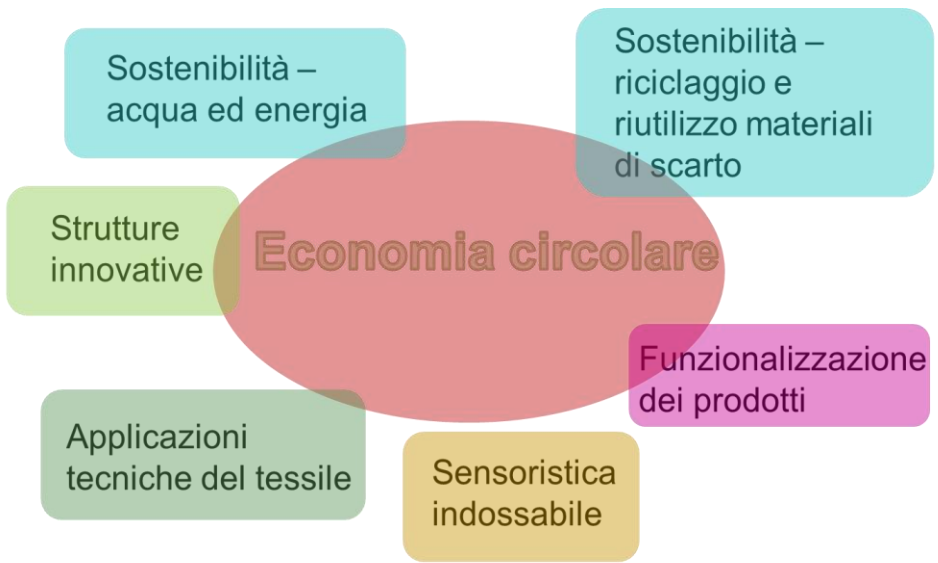 Sostenibilità –
acqua ed energia
Sostenibilità –
riciclaggio e
riutilizzo materiali
di scarto
Strutture
innovative
Economia circolare
Funzionalizzazione
dei prodotti
Applicazioni
tecniche del tessile
Sensoristica
indossabile